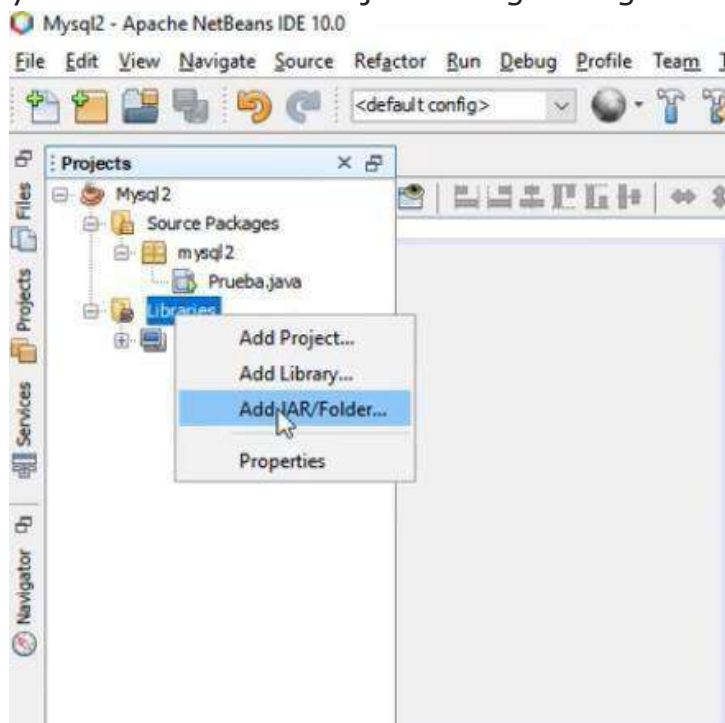 Mysql2 - Apache NetBeans IDE 10.0
File Edit View Navigate Source Refactor Run Debug Profile Team
<default config>
Projects
Files
Mysql2
Source Packages
mysql2
Prueba.java
Projects
Libraries
Add Project...
Add Library...
Services
Add JAR/Folder...
Properties
Navigator